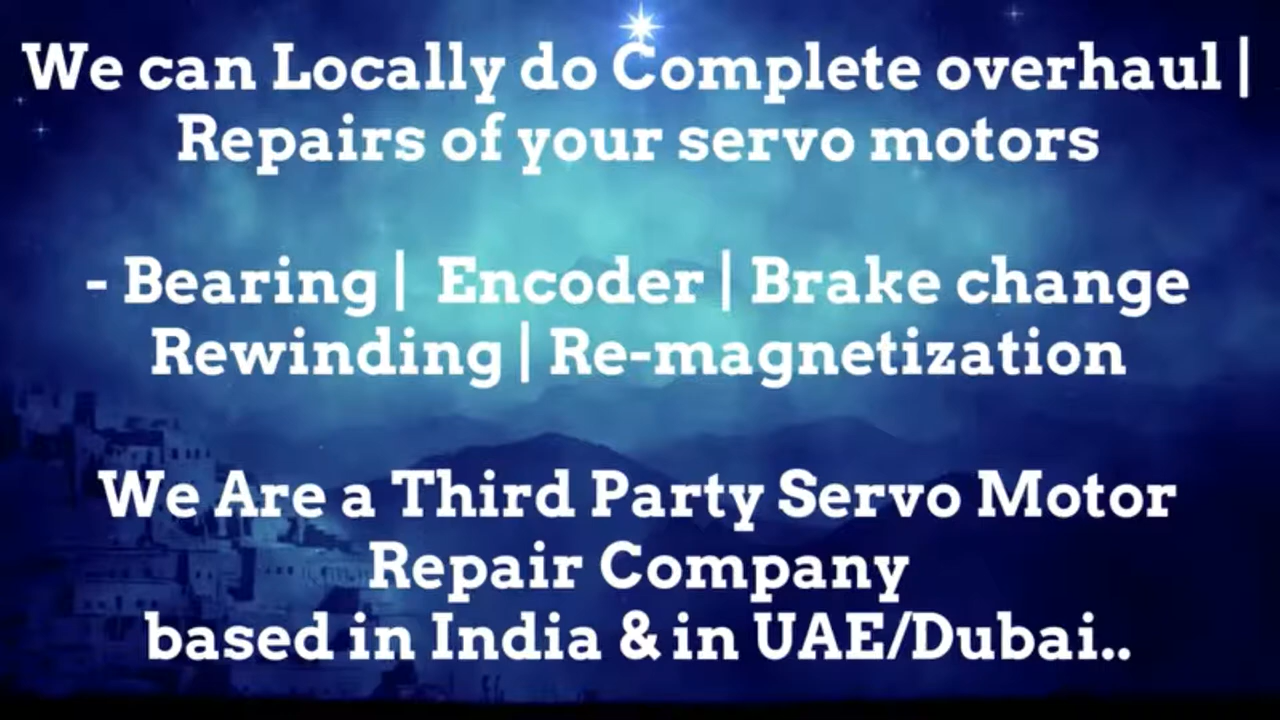 We can Locally do Complete overhaul |
Repairs of your servo motors
- Bearing | Encoder | Brake change
Rewinding | Re-magnetization
We Are a Third Party Servo Motor
Repair Company
based in India & in UAE/Dubai..